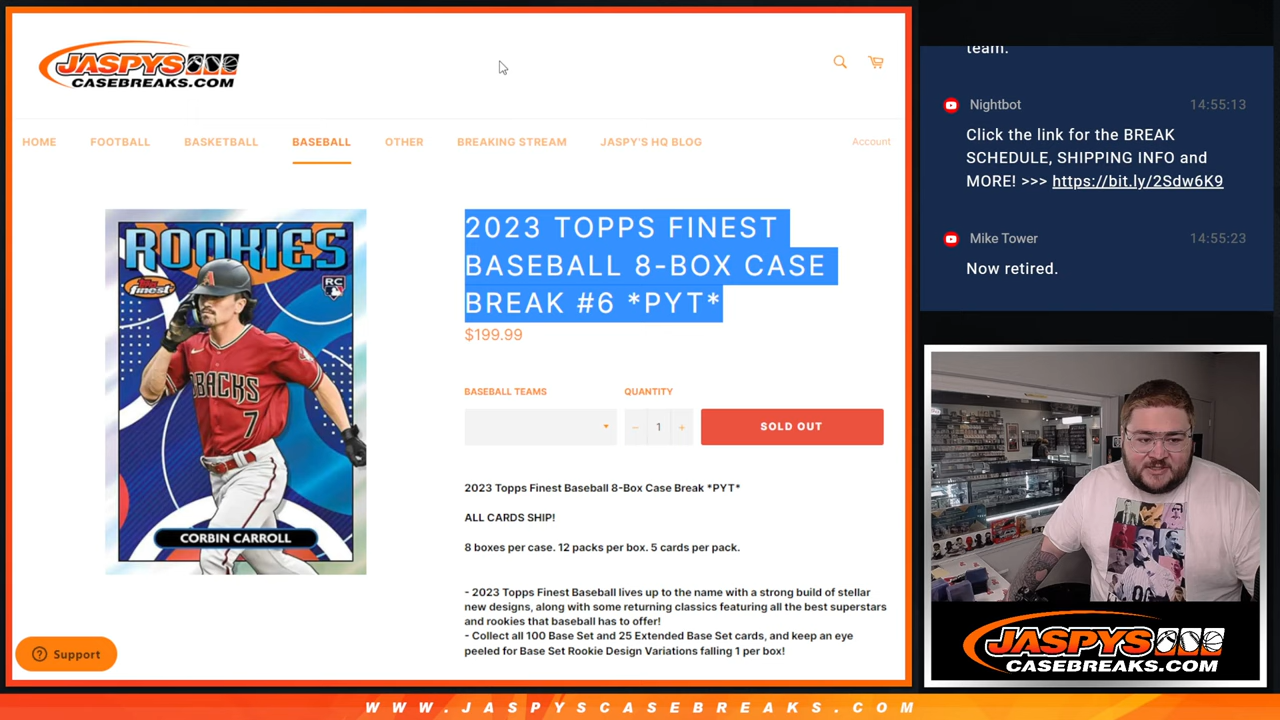 JASPYS
CASEBREAKS.COM
HOME FOOTBALL BASKETBALL BASEBALL OTHER BREAKING STREAM JASPY'S HQ BLOG Account
ROOKIES
topps finest
RC
DBACKS
7
CORBIN CARROLL
2023 TOPPS FINEST
BASEBALL 8-BOX CASE
BREAK #6 *PYT*
$199.99
BASEBALL TEAMS QUANTITY
− 1 + SOLD OUT
2023 Topps Finest Baseball 8-Box Case Break *PYT*
ALL CARDS SHIP!
8 boxes per case. 12 packs per box. 5 cards per pack.
- 2023 Topps Finest Baseball lives up to the name with a strong build of stellar
new designs, along with some returning classics featuring all the best superstars
and rookies that baseball has to offer!
- Collect all 100 Base Set and 25 Extended Base Set cards, and keep an eye
peeled for Base Set Rookie Design Variations falling 1 per box!
Support
team.
Nightbot 14:55:13
Click the link for the BREAK
SCHEDULE, SHIPPING INFO and
MORE! >>> https://bit.ly/2Sdw6K9
Mike Tower 14:55:23
Now retired.
JASPYS
CASEBREAKS.COM
WWW.JASPYSCASEBREAKS.COM